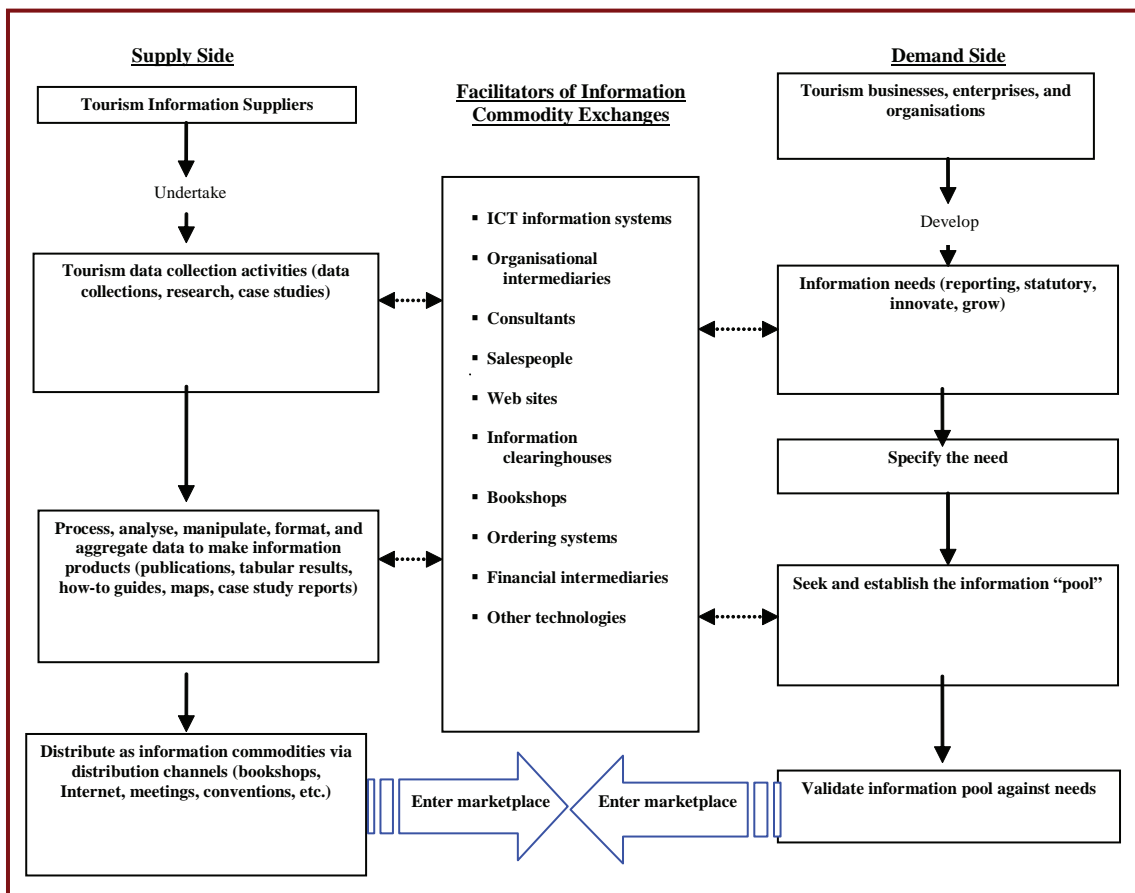 Supply Side
Tourism Information Suppliers
Undertake
Tourism data collection activities (data
collections, research, case studies)
Process, analyse, manipulate, format, and
aggregate data to make information
products (publications, tabular results,
how-to guides, maps, case study reports)
Distribute as information commodities via
distribution channels (bookshops,
Internet, meetings, conventions, etc.)
Enter marketplace
Facilitators of Information
Commodity Exchanges
▪ ICT information systems
▪ Organisational
intermediaries
▪ Consultants
▪ Salespeople
▪ Web sites
▪ Information
clearinghouses
▪ Bookshops
▪ Ordering systems
▪ Financial intermediaries
▪ Other technologies
Demand Side
Tourism businesses, enterprises, and
organisations
Develop
Information needs (reporting, statutory,
innovate, grow)
Specify the need
Seek and establish the information “pool”
Validate information pool against needs
Enter marketplace